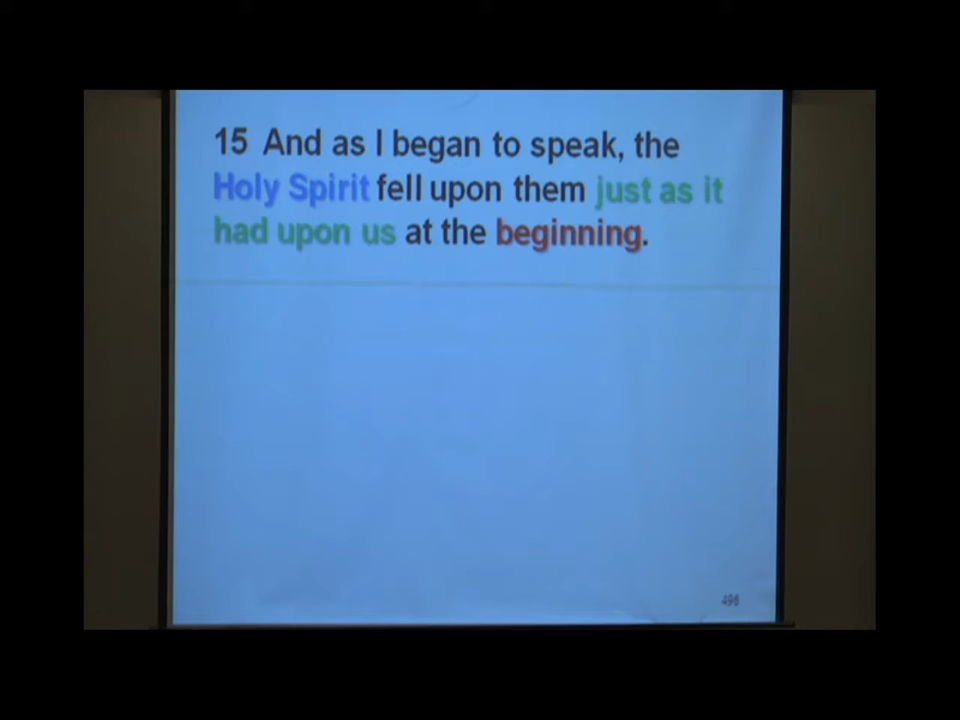 15 And as I began to speak, the
Holy Spirit fell upon them just as it
had upon us at the beginning.
496